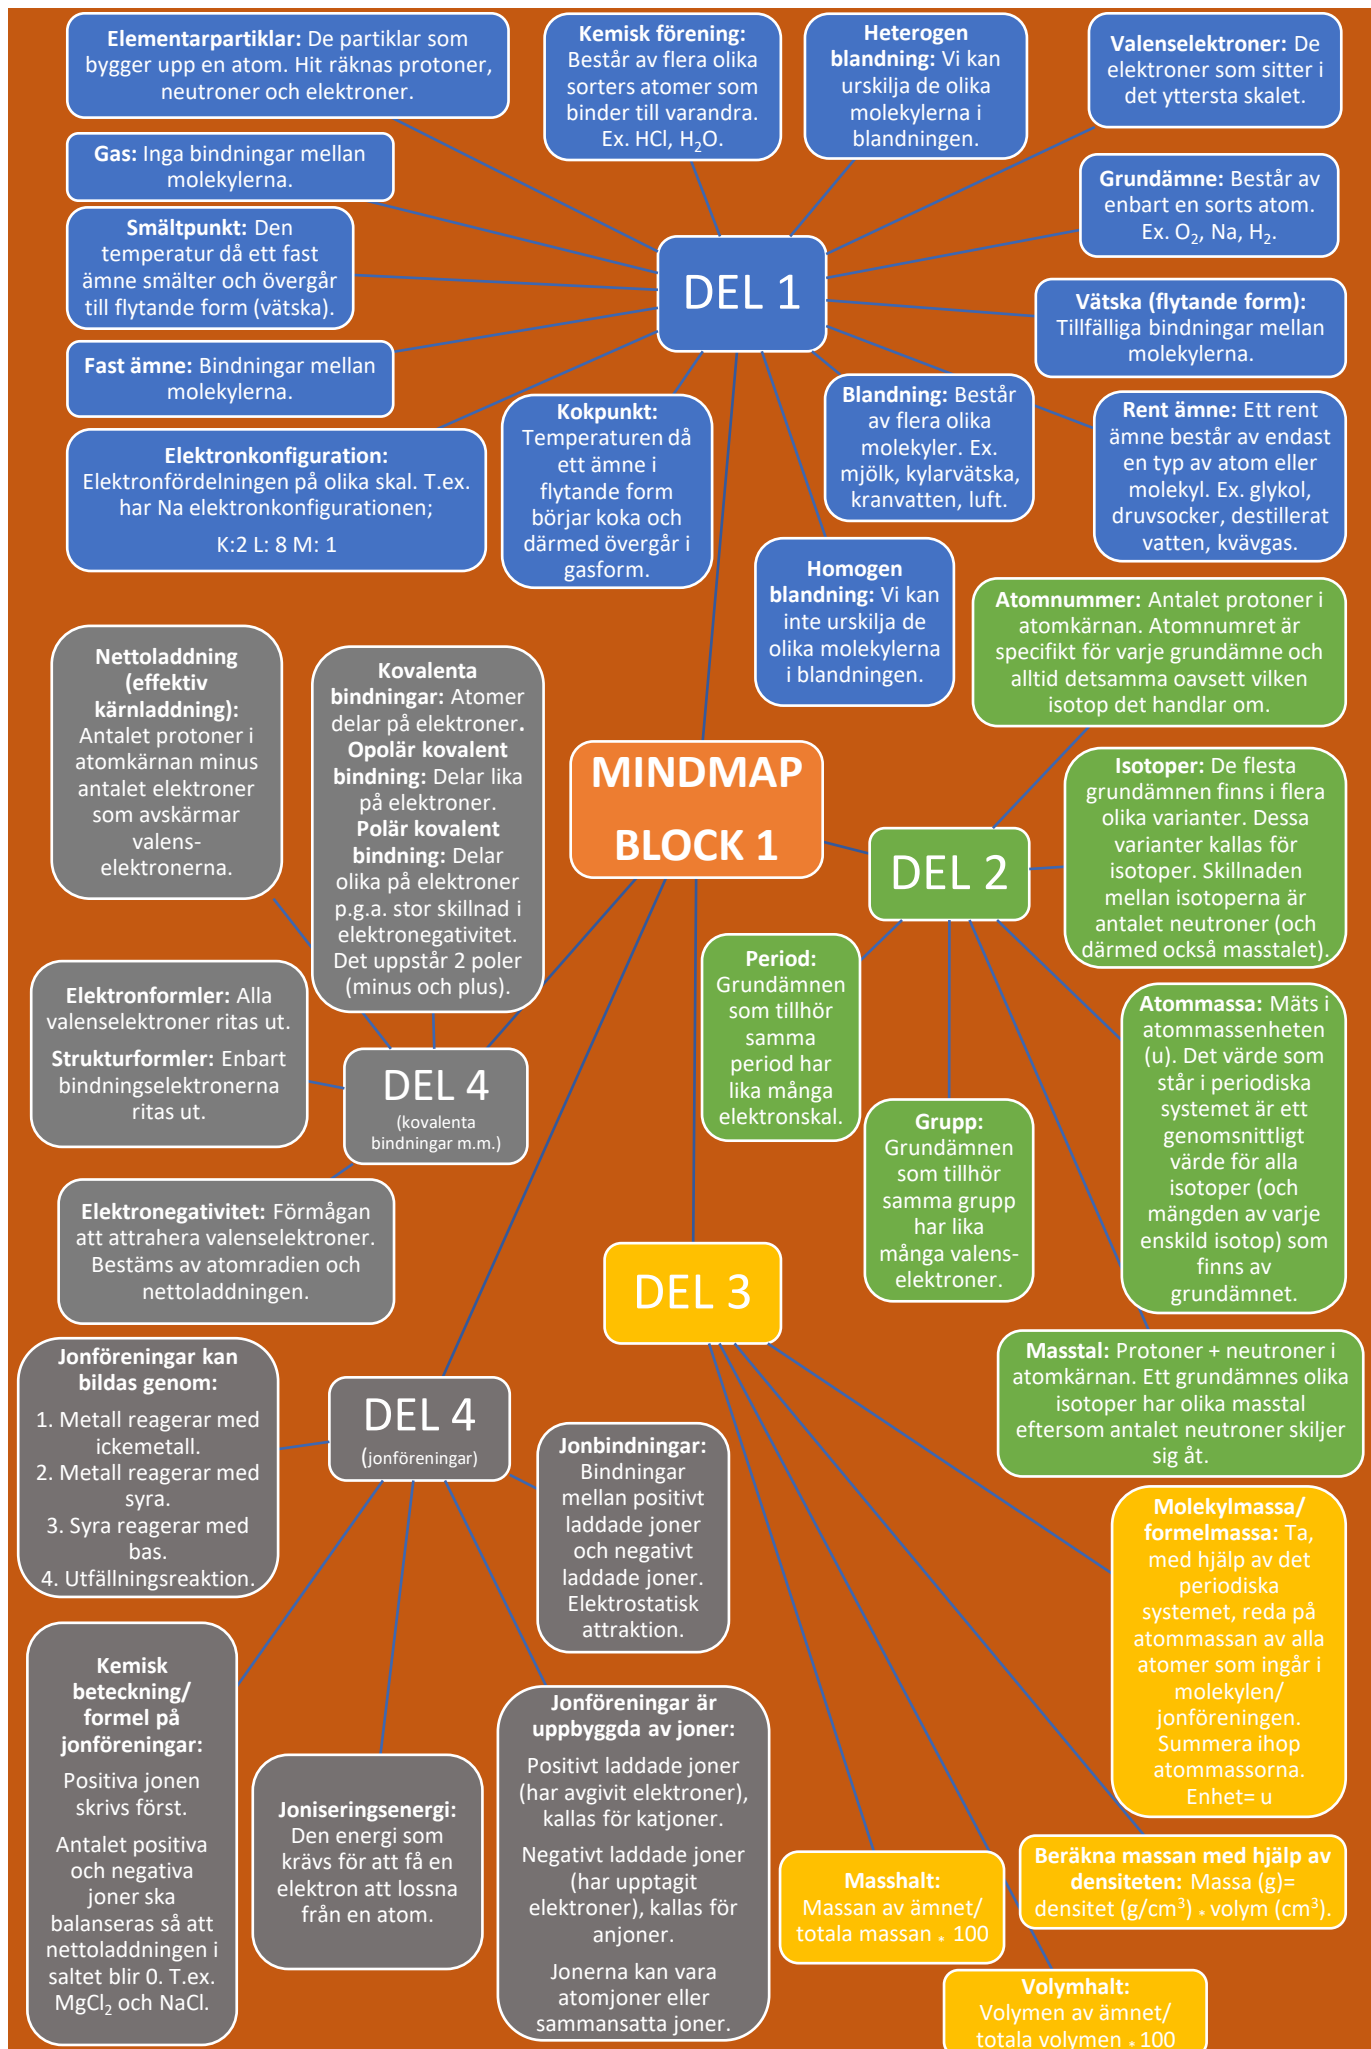 Elementarpartiklar: De partiklar som
bygger upp en atom. Hit räknas protoner,
neutroner och elektroner.
Kemisk förening:
Består av flera olika
sorters atomer som
binder till varandra.
Ex. HCl, H₂O.
Heterogen
blandning: Vi kan
urskilja de olika
molekylerna i
blandningen.
Valenselektroner: De
elektroner som sitter i
det yttersta skalet.
Gas: Inga bindningar mellan
molekylerna.
Grundämne: Består av
enbart en sorts atom.
Ex. O₂, Na, H₂.
Smältpunkt: Den
temperatur då ett fast
ämne smälter och övergår
till flytande form (vätska).
DEL 1
Vätska (flytande form):
Tillfälliga bindningar mellan
molekylerna.
Fast ämne: Bindningar mellan
molekylerna.
Kokpunkt:
Temperaturen då
ett ämne i
flytande form
börjar koka och
därmed övergår i
gasform.
Blandning: Består
av flera olika
molekyler. Ex.
mjölk, kylarvätska,
kranvatten, luft.
Rent ämne: Ett rent
ämne består av endast
en typ av atom eller
molekyl. Ex. glykol,
druvsocker, destillerat
vatten, kvävgas.
Elektronkonfiguration:
Elektronfördelningen på olika skal. T.ex.
har Na elektronkonfigurationen;
K:2 L: 8 M: 1
Homogen
blandning: Vi kan
inte urskilja de
olika molekylerna
i blandningen.
Atomnummer: Antalet protoner i
atomkärnan. Atomnumret är
specifikt för varje grundämne och
alltid detsamma oavsett vilken
isotop det handlar om.
Nettoladdning
(effektiv
kärnladdning):
Antalet protoner i
atomkärnan minus
antalet elektroner
som avskärmar
valens-
elektronerna.
Kovalenta
bindningar: Atomer
delar på elektroner.
Opolär kovalent
bindning: Delar lika
på elektroner.
Polär kovalent
bindning: Delar
olika på elektroner
p.g.a. stor skillnad i
elektronegativitet.
Det uppstår 2 poler
(minus och plus).
MINDMAP
BLOCK 1
DEL 2
Isotoper: De flesta
grundämnen finns i flera
olika varianter. Dessa
varianter kallas för
isotoper. Skillnaden
mellan isotoperna är
antalet neutroner (och
därmed också masstalet).
Period:
Grundämnen
som tillhör
samma
period har
lika många
elektronskal.
Elektronformler: Alla
valenselektroner ritas ut.
Strukturformler: Enbart
bindningselektronerna
ritas ut.
DEL 4
(kovalenta
bindningar m.m.)
Atommassa: Mäts i
atommassenheten
(u). Det värde som
står i periodiska
systemet är ett
genomsnittligt
värde för alla
isotoper (och
mängden av varje
enskild isotop) som
finns av
grundämnet.
Grupp:
Grundämnen
som tillhör
samma grupp
har lika
många valens-
elektroner.
Elektronegativitet: Förmågan
att attrahera valenselektroner.
Bestäms av atomradien och
nettoladdningen.
DEL 3
Masstal: Protoner + neutroner i
atomkärnan. Ett grundämnes olika
isotoper har olika masstal
eftersom antalet neutroner skiljer
sig åt.
Jonföreningar kan
bildas genom:
1. Metall reagerar med
ickemetall.
2. Metall reagerar med
syra.
3. Syra reagerar med
bas.
4. Utfällningsreaktion.
DEL 4
(jonföreningar)
Jonbindningar:
Bindningar
mellan positivt
laddade joner
och negativt
laddade joner.
Elektrostatisk
attraktion.
Molekylmassa/
formelmassa: Ta,
med hjälp av det
periodiska
systemet, reda på
atommassan av alla
atomer som ingår i
molekylen/
jonföreningen.
Summera ihop
atommassorna.
Enhet= u
Kemisk
beteckning/
formel på
jonföreningar:
Positiva jonen
skrivs först.
Antalet positiva
och negativa
joner ska
balanseras så att
nettoladdningen i
saltet blir 0. T.ex.
MgCl₂ och NaCl.
Joniseringsenergi:
Den energi som
krävs för att få en
elektron att lossna
från en atom.
Jonföreningar är
uppbyggda av joner:
Positivt laddade joner
(har avgivit elektroner),
kallas för katjoner.
Negativt laddade joner
(har upptagit
elektroner), kallas för
anjoner.
Jonerna kan vara
atomjoner eller
sammansatta joner.
Masshalt:
Massan av ämnet/
totala massan * 100
Beräkna massan med hjälp av
densiteten: Massa (g)=
densitet (g/cm³) * volym (cm³).
Volymhalt:
Volymen av ämnet/
totala volymen * 100